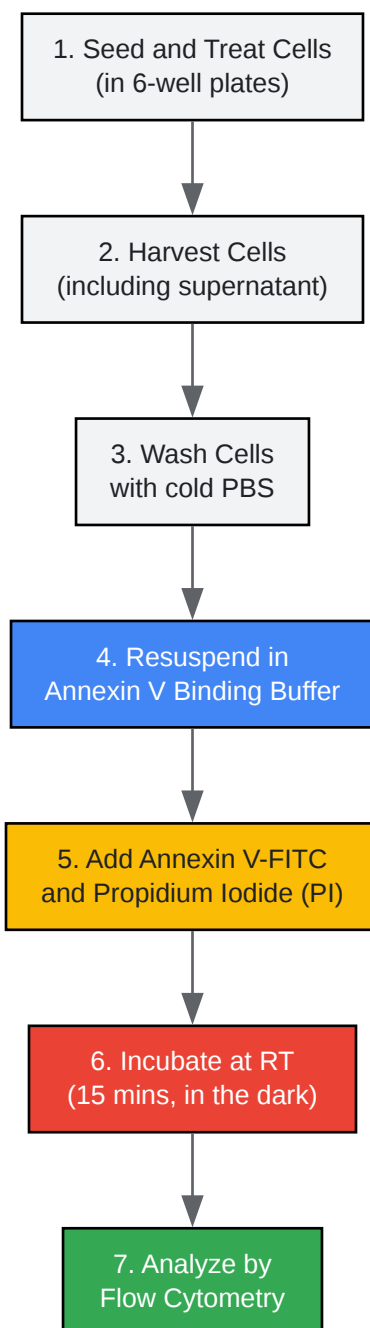 1. Seed and Treat Cells
(in 6-well plates)
2. Harvest Cells
(including supernatant)
3. Wash Cells
with cold PBS
4. Resuspend in
Annexin V Binding Buffer
5. Add Annexin V-FITC
and Propidium Iodide (PI)
6. Incubate at RT
(15 mins, in the dark)
7. Analyze by
Flow Cytometry